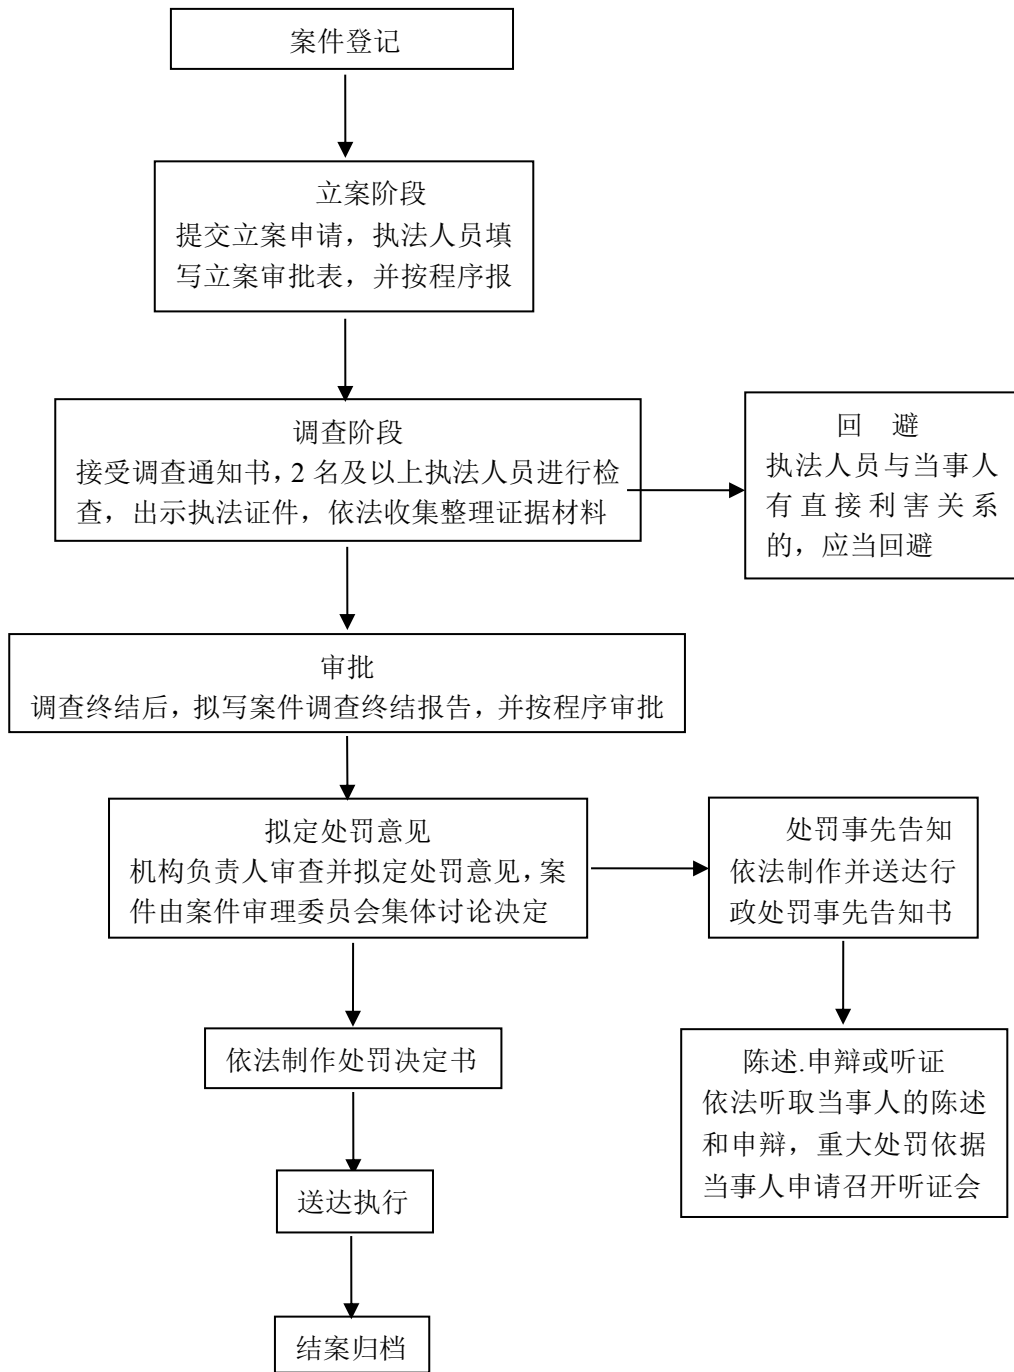 案件登记
立案阶段
提交立案申请，执法人员填
写立案审批表，并按程序报
调查阶段
接受调查通知书，2 名及以上执法人员进行检
查，出示执法证件，依法收集整理证据材料
回 避
执法人员与当事人
有直接利害关系
的，应当回避
审批
调查终结后，拟写案件调查终结报告，并按程序审批
拟定处罚意见
机构负责人审查并拟定处罚意见，案
件由案件审理委员会集体讨论决定
处罚事先告知
依法制作并送达行
政处罚事先告知书
依法制作处罚决定书
陈述.申辩或听证
依法听取当事人的陈述
和申辩，重大处罚依据
当事人申请召开听证会
送达执行
结案归档